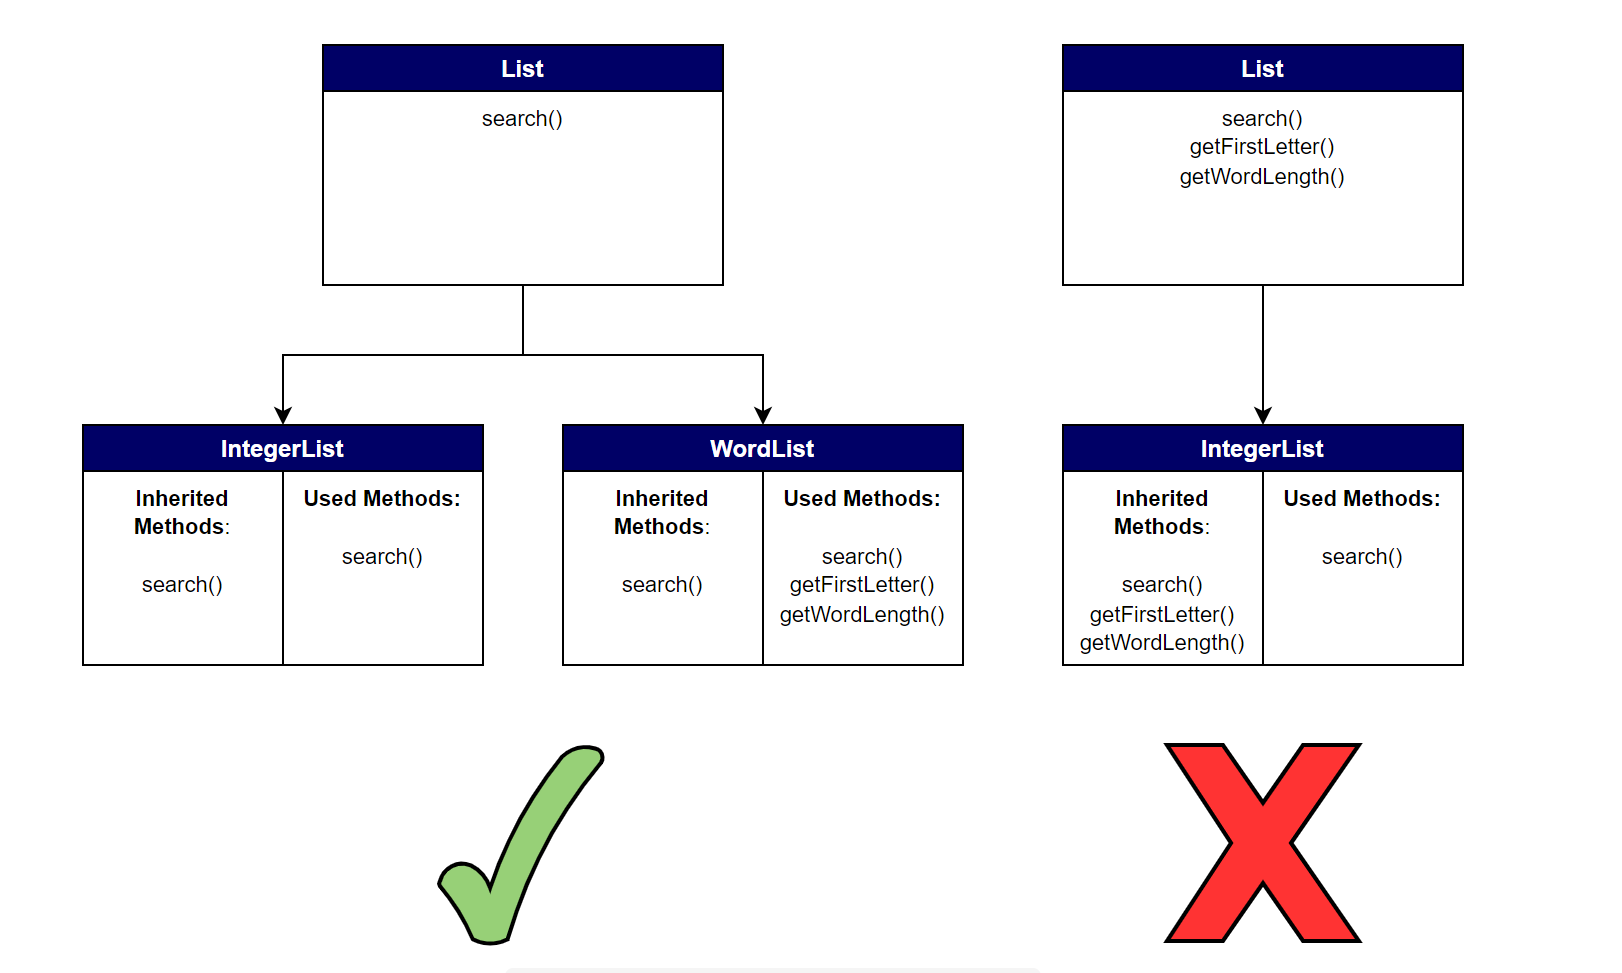 List
search()
List
search()
getFirstLetter()
getWordLength()
IntegerList
Inherited
Methods:
search()
Used Methods:
search()
WordList
Inherited
Methods:
search()
Used Methods:
search()
getFirstLetter()
getWordLength()
IntegerList
Inherited
Methods:
search()
getFirstLetter()
getWordLength()
Used Methods:
search()